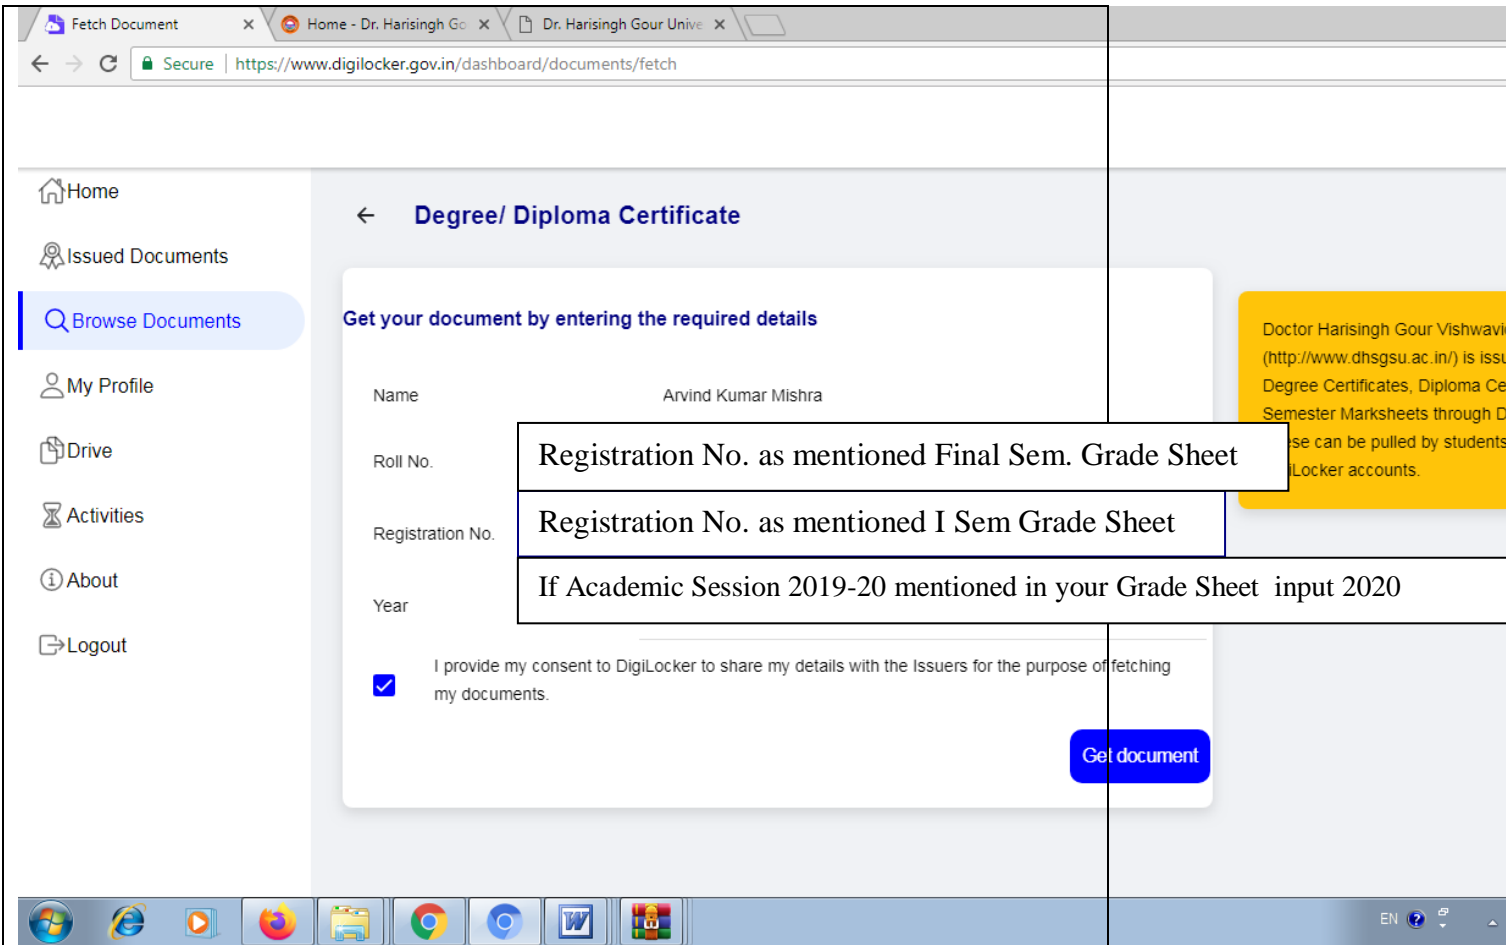 Fetch Document
Home - Dr. Harisingh Go
Dr. Harisingh Gour Unive
Secure https://www.digilocker.gov.in/dashboard/documents/fetch
Home
Issued Documents
Browse Documents
My Profile
Drive
Activities
About
Logout
Degree/ Diploma Certificate
Get your document by entering the required details
Name Arvind Kumar Mishra
Roll No. Registration No. as mentioned Final Sem. Grade Sheet
Registration No. Registration No. as mentioned I Sem Grade Sheet
Year If Academic Session 2019-20 mentioned in your Grade Sheet input 2020
I provide my consent to DigiLocker to share my details with the Issuers for the purpose of fetching
my documents.
Get document
Doctor Harisingh Gour Vishwavi
(http://www.dhsgsu.ac.in/) is issu
Degree Certificates, Diploma Ce
Semester Marksheets through D
se can be pulled by students
iLocker accounts.
EN